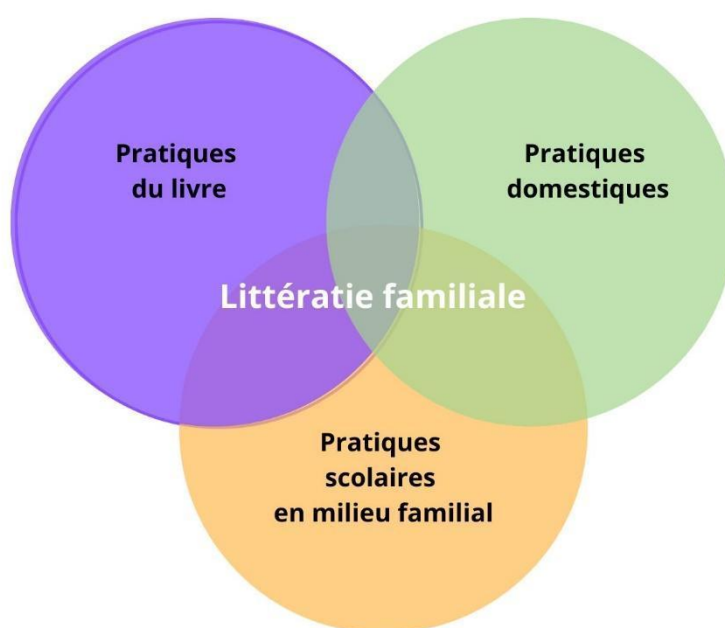 Pratiques
du livre
Pratiques
domestiques
Littératie familiale
Pratiques
scolaires
en milieu familial